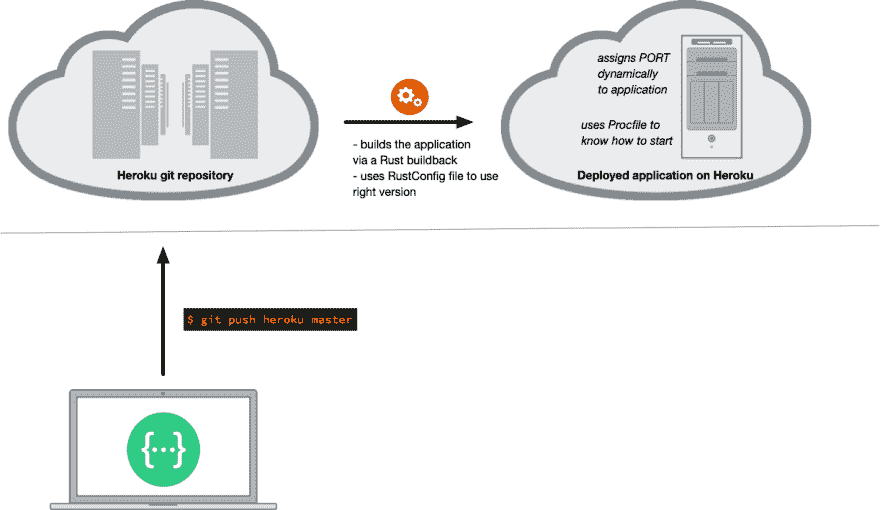 assigns PORT
dynamically
to application
uses Procfile to
know how to start
Heroku git repository
- builds the application
via a Rust buildback
- uses RustConfig file to use
right version
Deployed application on Heroku
$ git push heroku master
{...}